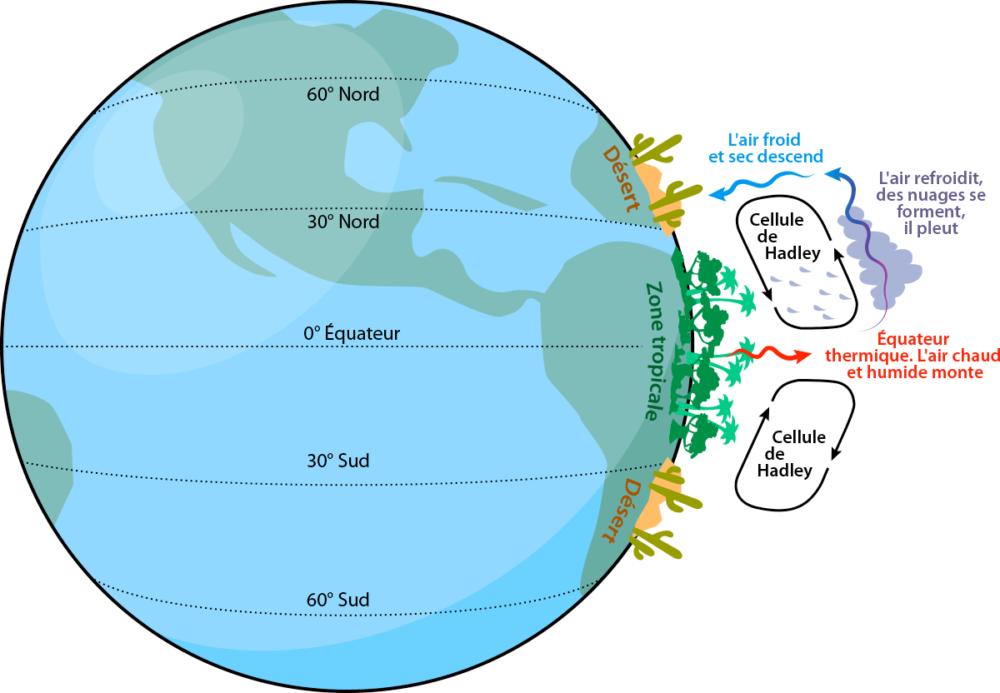 60° Nord
L'air froid
et sec descend
L'air refroidit,
des nuages se
forment,
il pleut
Désert
30° Nord
Cellule
de
Hadley
Zone tropicale
0° Équateur
Équateur
thermique. L'air chaud
et humide monte
Cellule
de
Hadley
30° Sud
Désert
60° Sud